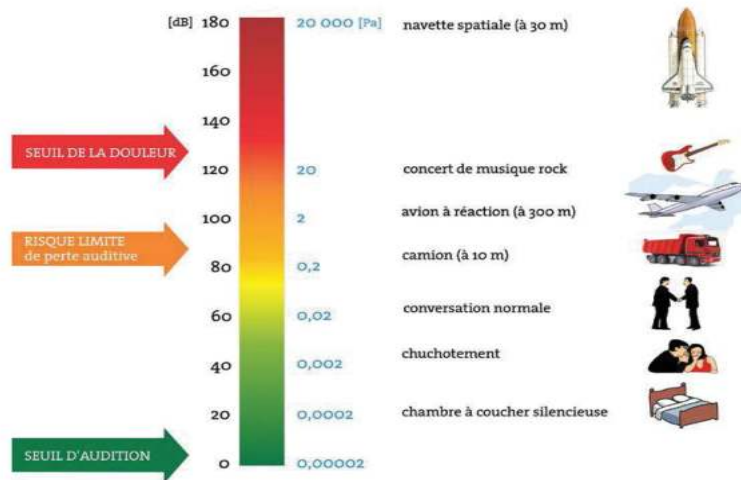 [dB] 180 20 000 [Pa] navette spatiale (à 30 m)
160
140
SEUIL DE LA DOULEUR
120 20 concert de musique rock
avion à réaction (à 300 m)
100 2
RISQUE LIMITE
de perte auditive
camion (à 10 m)
80 0,2
60 0,02 conversation normale
40 0,002 chuchotement
20 0,0002 chambre à coucher silencieuse
SEUIL D'AUDITION
0 0,00002